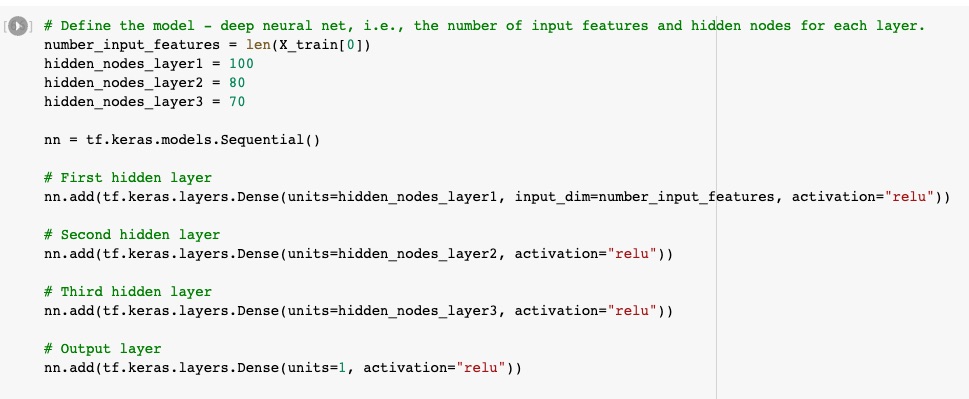 # Define the model - deep neural net, i.e., the number of input features and hidden nodes for each layer.
number_input_features = len(X_train[0])
hidden_nodes_layer1 = 100
hidden_nodes_layer2 = 80
hidden_nodes_layer3 = 70
nn = tf.keras.models.Sequential()
# First hidden layer
nn.add(tf.keras.layers.Dense(units=hidden_nodes_layer1, input_dim=number_input_features, activation="relu"))
# Second hidden layer
nn.add(tf.keras.layers.Dense(units=hidden_nodes_layer2, activation="relu"))
# Third hidden layer
nn.add(tf.keras.layers.Dense(units=hidden_nodes_layer3, activation="relu"))
# Output layer
nn.add(tf.keras.layers.Dense(units=1, activation="relu"))